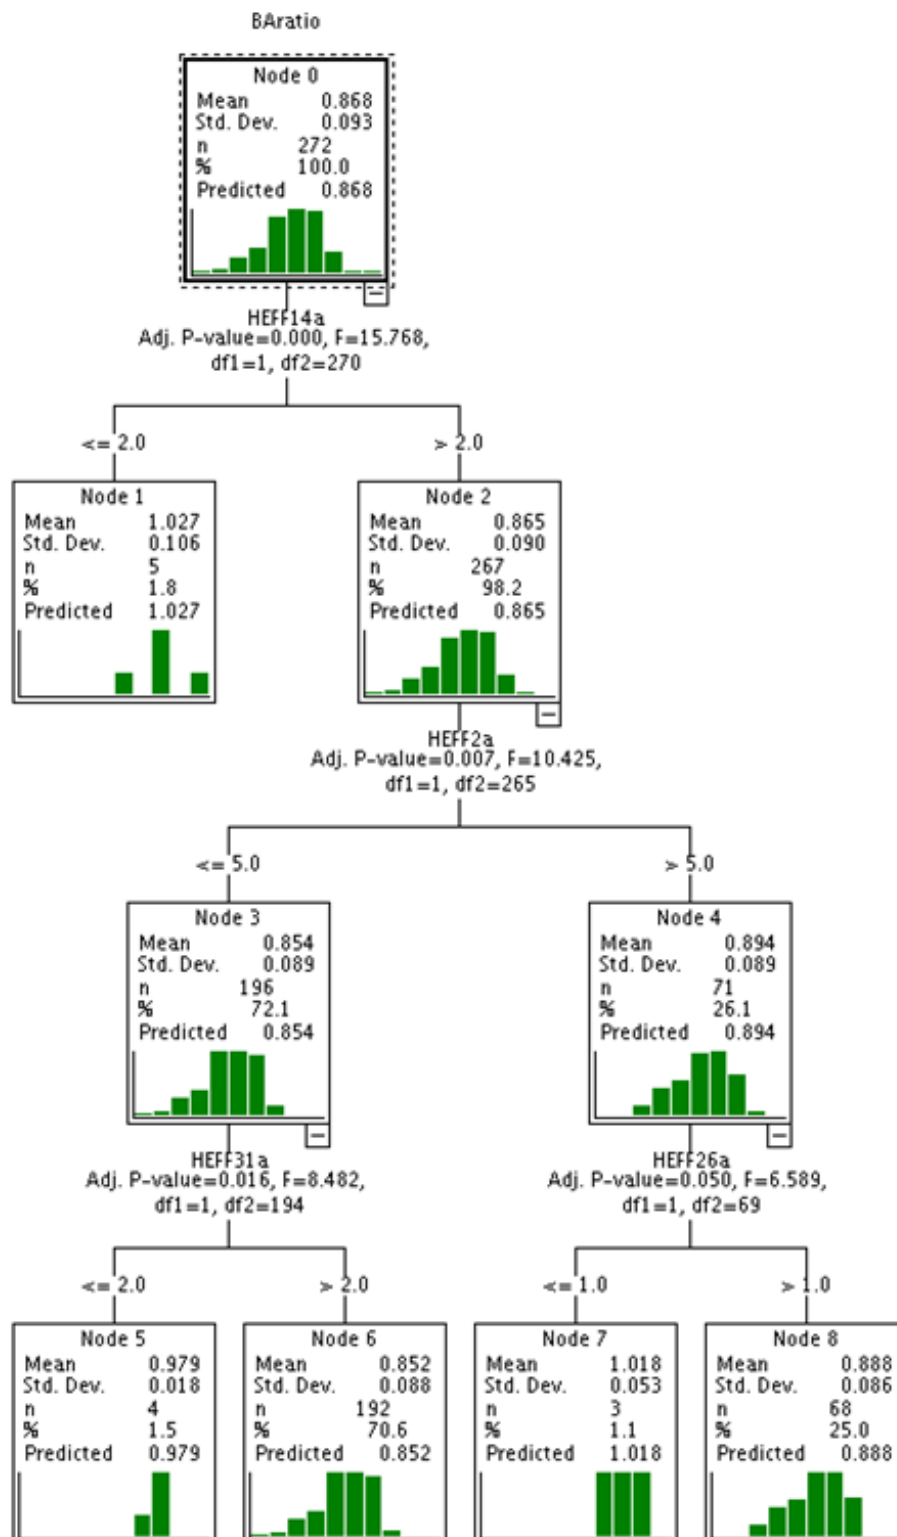 BAratio
Node 0
Mean 0.868
Std. Dev. 0.093
n 272
% 100.0
Predicted 0.868
HEFF14a
Adj. P-value=0.000, F=15.768,
df1=1, df2=270
<= 2.0
> 2.0
Node 1
Mean 1.027
Std. Dev. 0.106
n 5
% 1.8
Predicted 1.027
Node 2
Mean 0.865
Std. Dev. 0.090
n 267
% 98.2
Predicted 0.865
HEFF2a
Adj. P-value=0.007, F=10.425,
df1=1, df2=265
<= 5.0
> 5.0
Node 3
Mean 0.854
Std. Dev. 0.089
n 196
% 72.1
Predicted 0.854
Node 4
Mean 0.894
Std. Dev. 0.089
n 71
% 26.1
Predicted 0.894
HEFF31a
Adj. P-value=0.016, F=8.482,
df1=1, df2=194
HEFF26a
Adj. P-value=0.050, F=6.589,
df1=1, df2=69
<= 2.0
> 2.0
<= 1.0
> 1.0
Node 5
Mean 0.979
Std. Dev. 0.018
n 4
% 1.5
Predicted 0.979
Node 6
Mean 0.852
Std. Dev. 0.088
n 192
% 70.6
Predicted 0.852
Node 7
Mean 1.018
Std. Dev. 0.053
n 3
% 1.1
Predicted 1.018
Node 8
Mean 0.888
Std. Dev. 0.086
n 68
% 25.0
Predicted 0.888